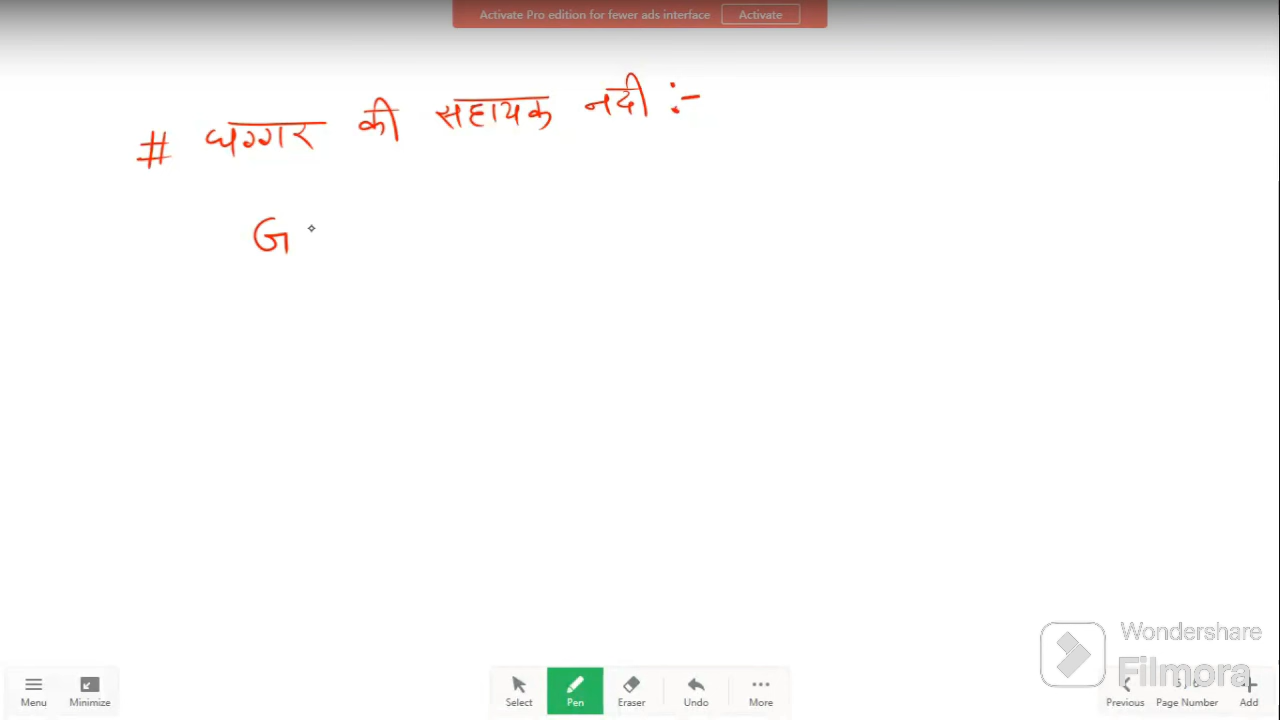 Activate Pro edition for fewer ads interface Activate
# घग्गर की सहायक नदी :-
G
Wondershare
Filmora
Menu Minimize Select Pen Eraser Undo More Previous Page Number Add